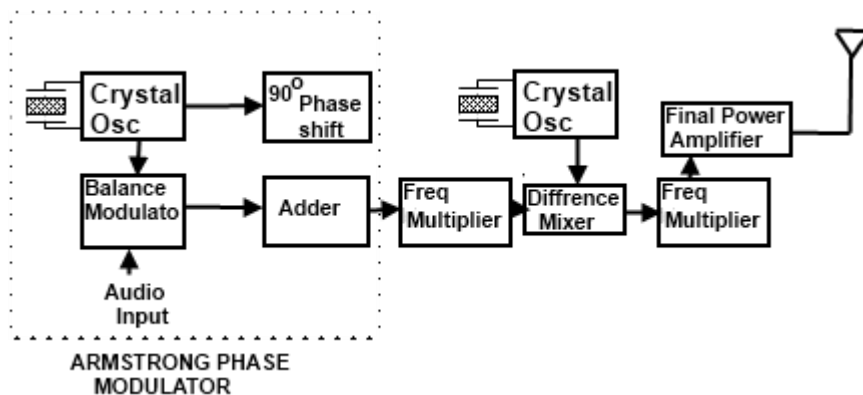 Crystal
Osc
90o Phase
shift
Crystal
Osc
Final Power
Amplifier
Balance
Modulato
Adder
Freq
Multiplier
Diffrence
Mixer
Freq
Multiplier
Audio
Input
ARMSTRONG PHASE
MODULATOR